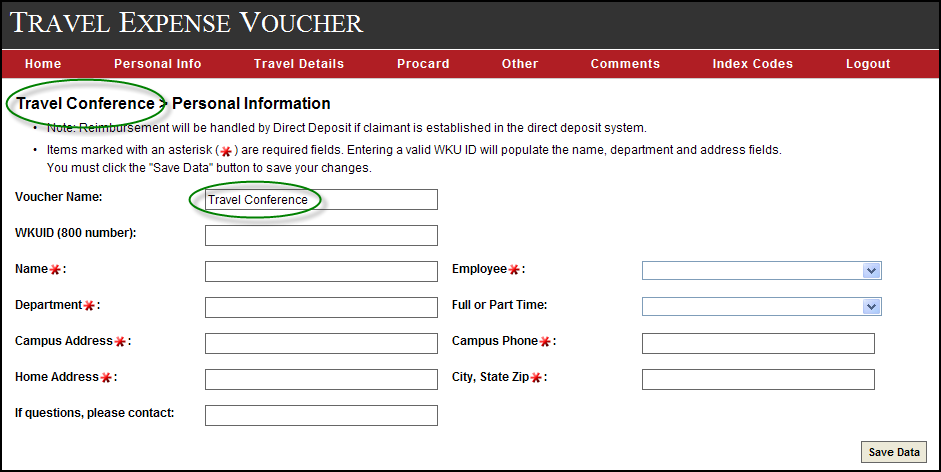 TRAVEL EXPENSE VOUCHER
Home Personal Info Travel Details Procard Other Comments Index Codes Logout
Travel Conference > Personal Information
• Note: Reimbursement will be handled by Direct Deposit if claimant is established in the direct deposit system.
• Items marked with an asterisk (*) are required fields. Entering a valid WKU ID will populate the name, department and address fields.
You must click the "Save Data" button to save your changes.
Voucher Name: Travel Conference
WKUID (800 number):
Name*: Employee*:
Department*: Full or Part Time:
Campus Address*: Campus Phone*:
Home Address*: City, State Zip*:
If questions, please contact:
Save Data